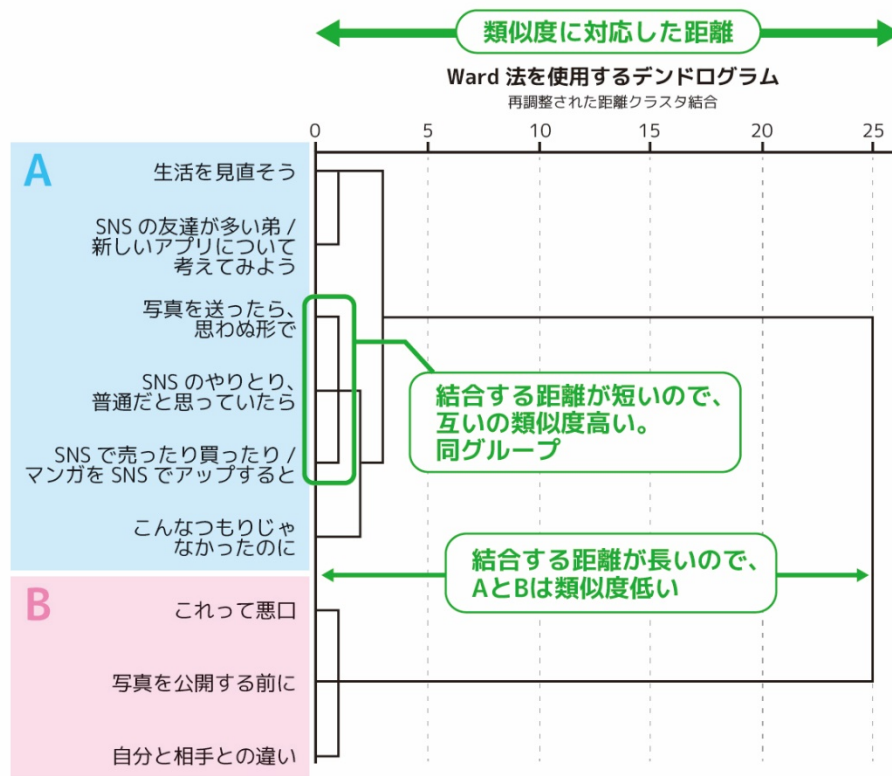 類似度に対応した距離
Ward 法を使用するデンドログラム
再調整された距離クラスタ結合
0 5 10 15 20 25
A
生活を見直そう
SNS の友達が多い弟 /
新しいアプリについて
考えてみよう
写真を送ったら、
思わぬ形で
SNS のやりとり、
普通だと思っていたら
SNS で売ったり買ったり /
マンガを SNS でアップすると
こんなつもりじゃ
なかったのに
結合する距離が短いので、
互いの類似度高い。
同グループ
結合する距離が長いので、
AとBは類似度低い
B
これって悪口
写真を公開する前に
自分と相手との違い